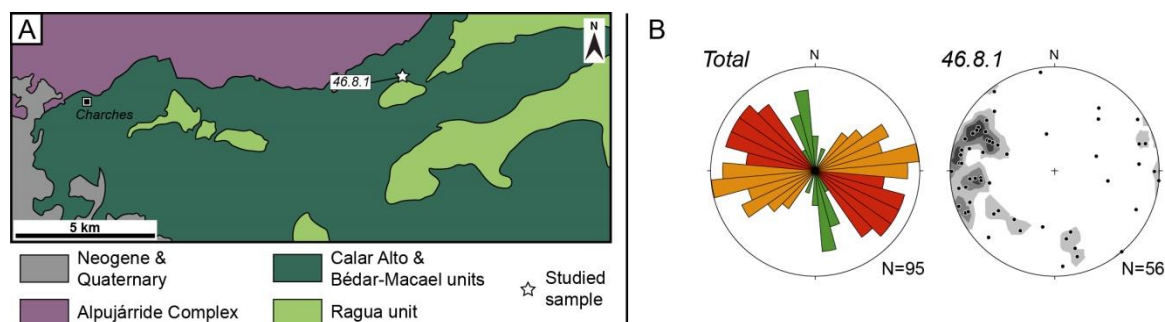 A
N
46.8.1
Charches
5 km
Neogene &
Quaternary
Alpujárride Complex
Calar Alto &
Bédar-Macael units
Ragua unit
Studied
sample
B
Total
N
N=95
46.8.1
N
N=56